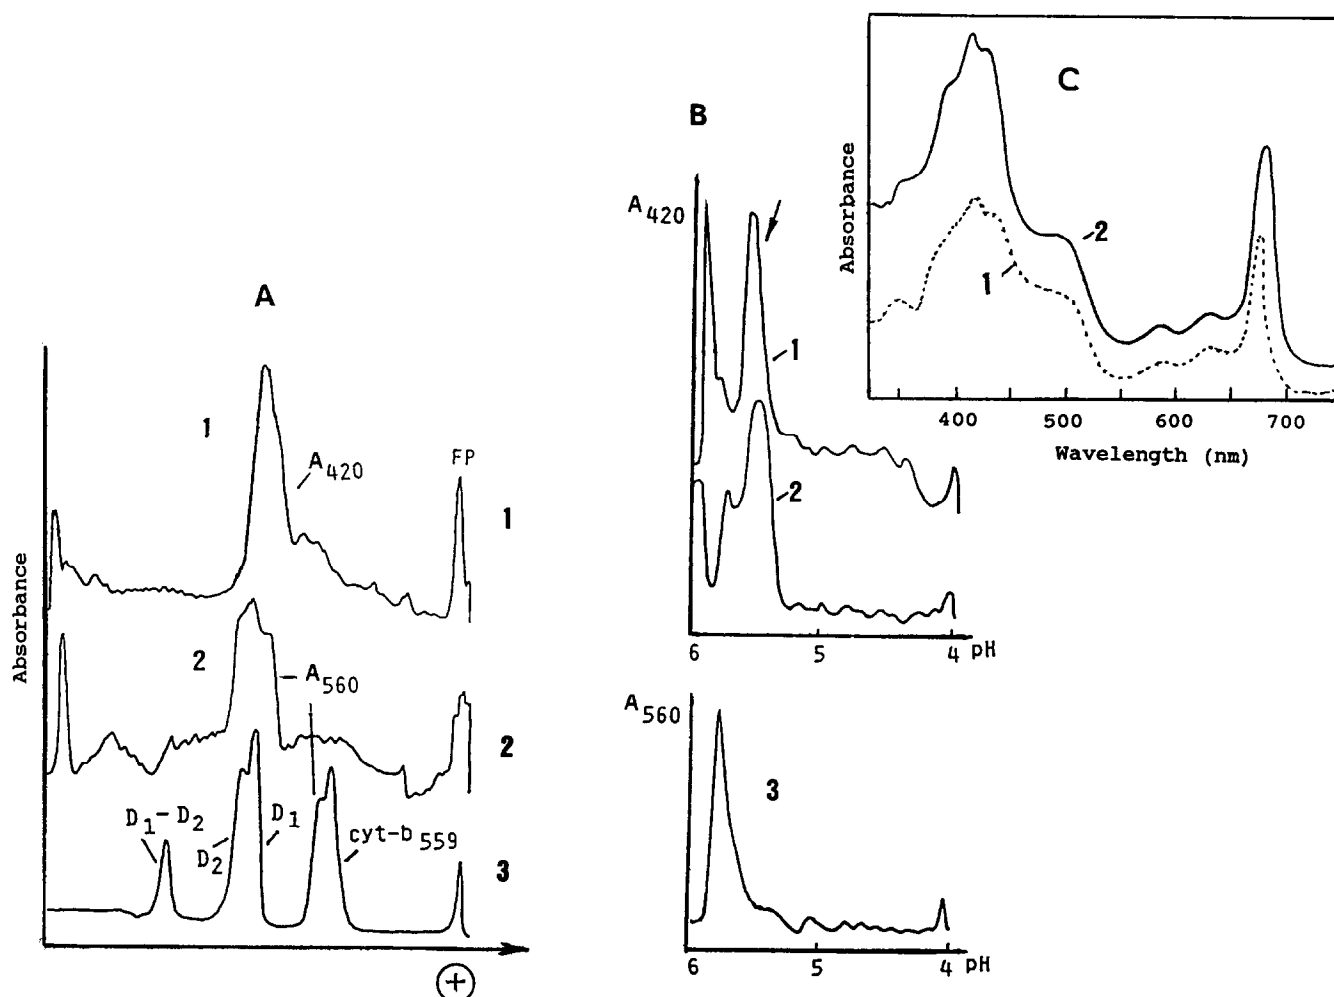 A
Absorbance
1
A420
FP
1
2
A560
2
D1-D2
D2
D1
cyt-b559
3
+
B
A420
1
2
6
5
4
pH
A560
3
6
5
4
pH
C
Absorbance
2
1
400
500
600
700
Wavelength (nm)